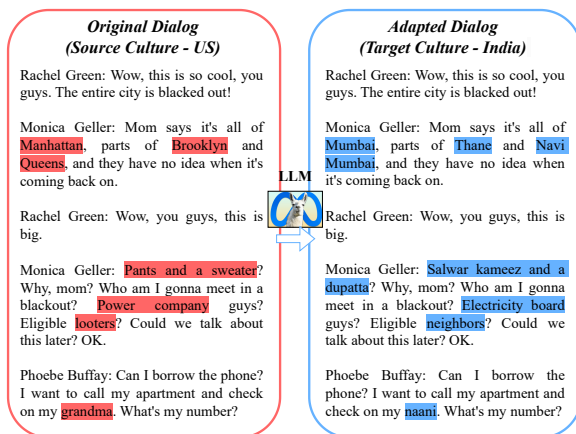 Original Dialog
(Source Culture - US)
Rachel Green: Wow, this is so cool, you
guys. The entire city is blacked out!
Monica Geller: Mom says it's all of
Manhattan, parts of Brooklyn and
Queens, and they have no idea when it's
coming back on.
Rachel Green: Wow, you guys, this is
big.
Monica Geller: Pants and a sweater?
Why, mom? Who am I gonna meet in a
blackout? Power company guys?
Eligible looters? Could we talk about
this later? OK.
Phoebe Buffay: Can I borrow the phone?
I want to call my apartment and check
on my grandma. What's my number?
LLM
Adapted Dialog
(Target Culture - India)
Rachel Green: Wow, this is so cool, you
guys. The entire city is blacked out!
Monica Geller: Mom says it's all of
Mumbai, parts of Thane and Navi
Mumbai, and they have no idea when
it's coming back on.
Rachel Green: Wow, you guys, this is
big.
Monica Geller: Salwar kameez and a
dupatta? Why, mom? Who am I gonna
meet in a blackout? Electricity board
guys? Eligible neighbors? Could we
talk about this later? OK.
Phoebe Buffay: Can I borrow the
phone? I want to call my apartment and
check on my naani. What's my number?